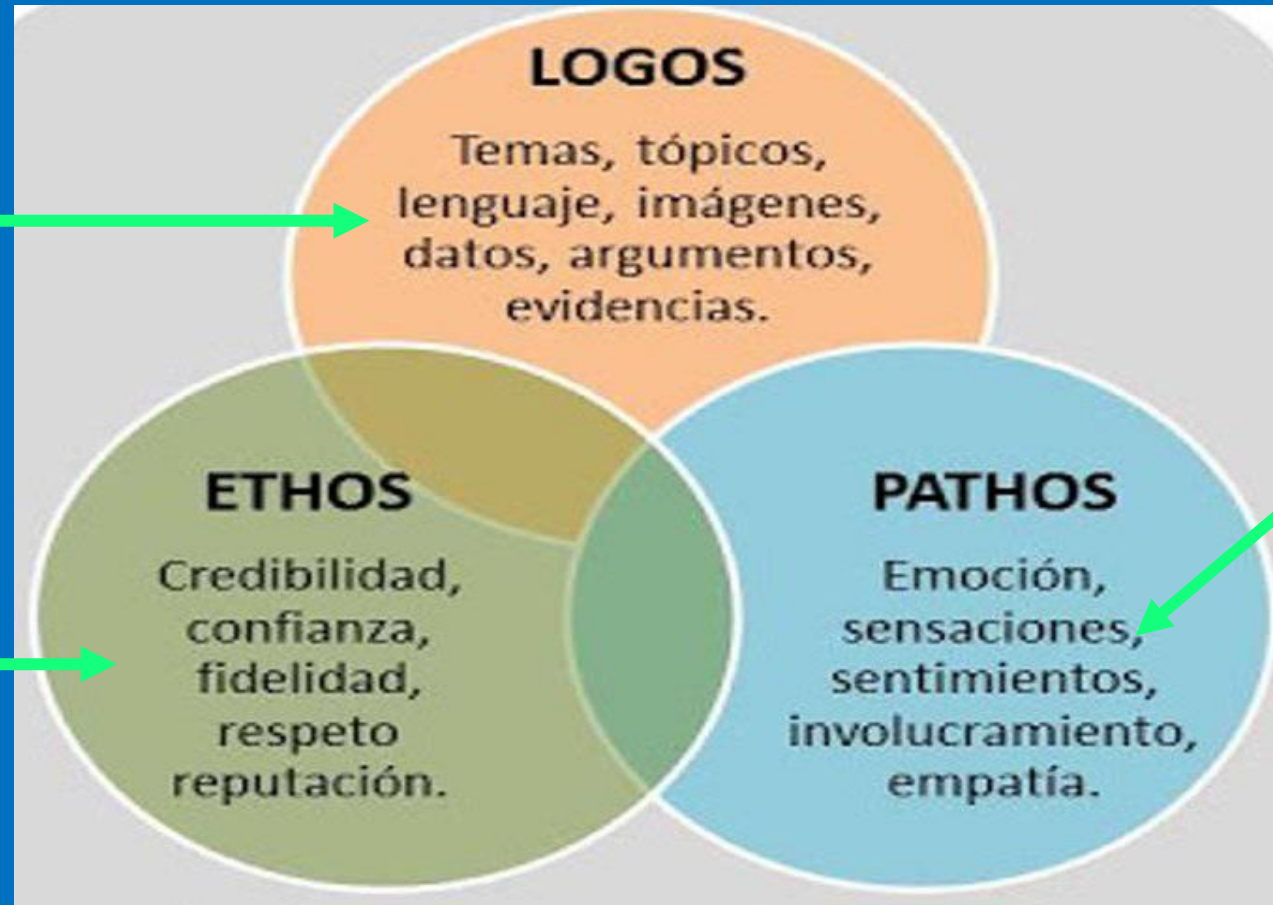 LOGOS
Temas, tópicos,
lenguaje, imágenes,
datos, argumentos,
evidencias.
ETHOS
Credibilidad,
confianza,
fidelidad,
respeto
reputación.
PATHOS
Emoción,
sensaciones,
sentimientos,
involucramiento,
empatía.